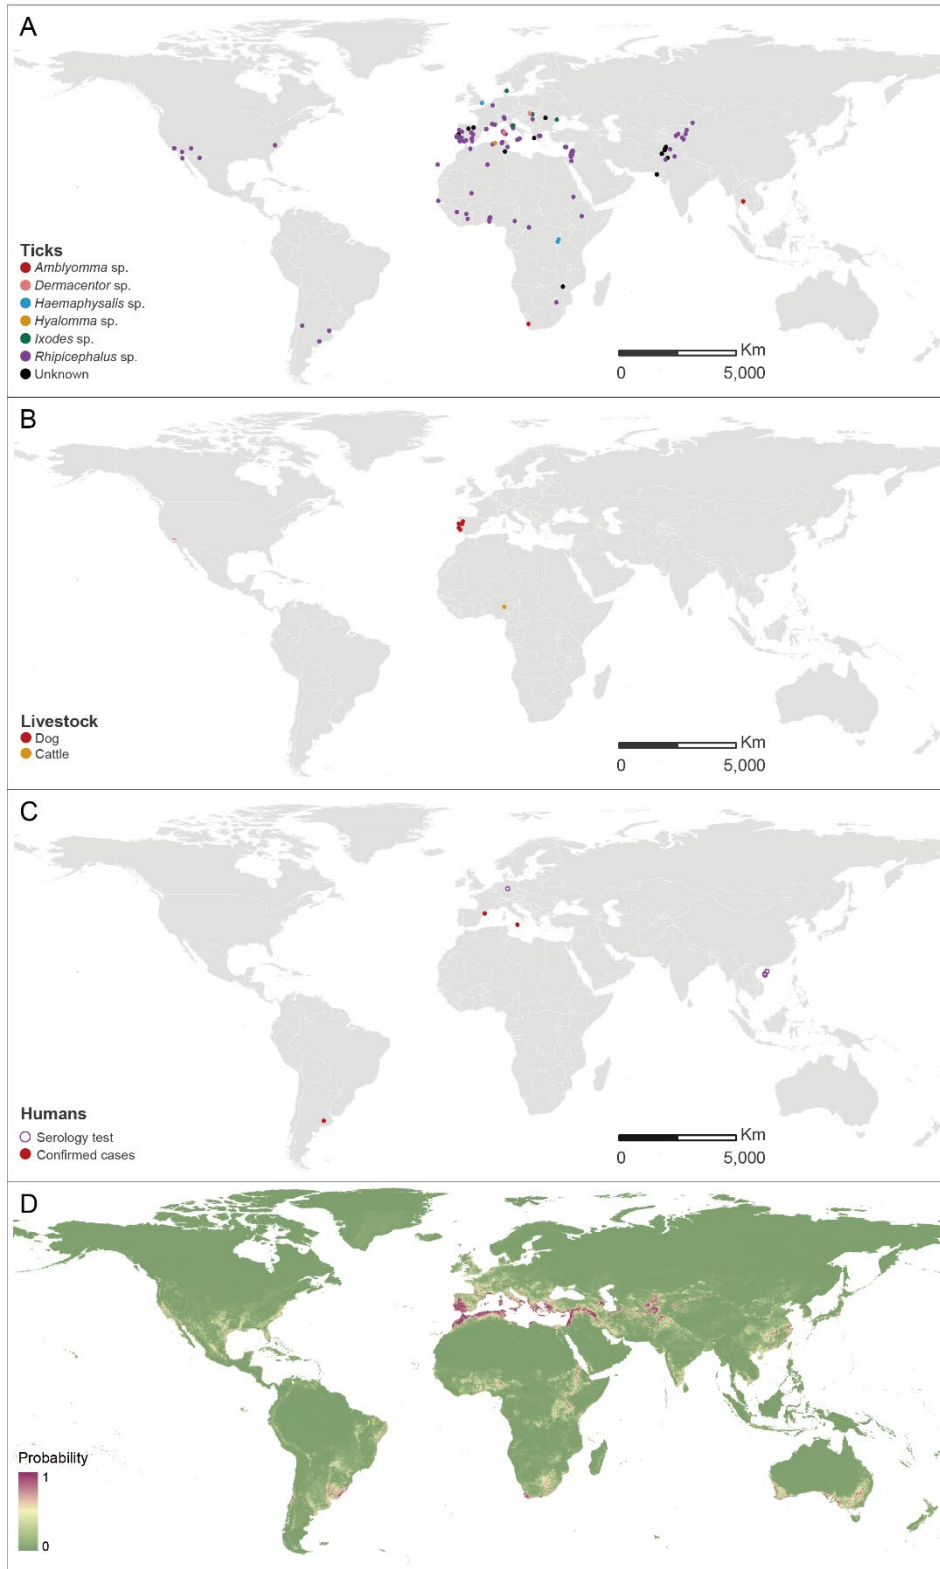 A
Ticks
Amblyomma sp.
Dermacentor sp.
Haemaphysalis sp.
Hyalomma sp.
Ixodes sp.
Rhipicephalus sp.
Unknown
Km
0 5,000
B
Livestock
Dog
Cattle
Km
0 5,000
C
Humans
Serology test
Confirmed cases
Km
0 5,000
D
Probability
1
0